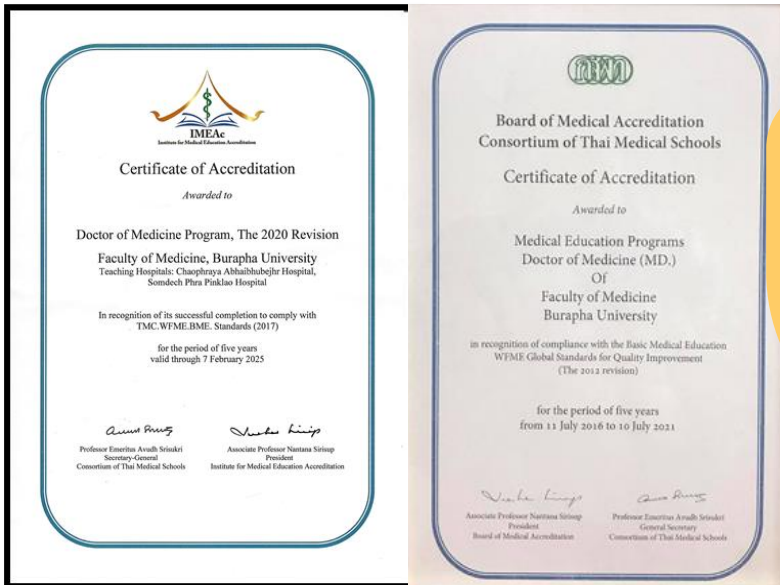 IMEAc
Institute for Medical Education Accreditation
Certificate of Accreditation
Awarded to
Doctor of Medicine Program, The 2020 Revision
Faculty of Medicine, Burapha University
Teaching Hospitals: Chaophraya Abhaibhubejhr Hospital,
Somdech Phra Pinklao Hospital
In recognition of its successful completion to comply with
TMC.WFME.BME. Standards (2017)
for the period of five years
valid through 7 February 2025
Professor Emeritus Avudh Srisukri
Secretary-General
Consortium of Thai Medical Schools
Associate Professor Nantana Sirisup
President
Institute for Medical Education Accreditation
Board of Medical Accreditation
Consortium of Thai Medical Schools
Certificate of Accreditation
Awarded to
Medical Education Programs
Doctor of Medicine (MD.)
Of
Faculty of Medicine
Burapha University
in recognition of compliance with the Basic Medical Education
WFME Global Standards for Quality Improvement
(The 2012 revision)
for the period of five years
from 11 July 2016 to 10 July 2021
Associate Professor Nantana Sirisup
President
Board of Medical Accreditation
Professor Emeritus Avudh Srisukri
General Secretary
Consortium of Thai Medical Schools